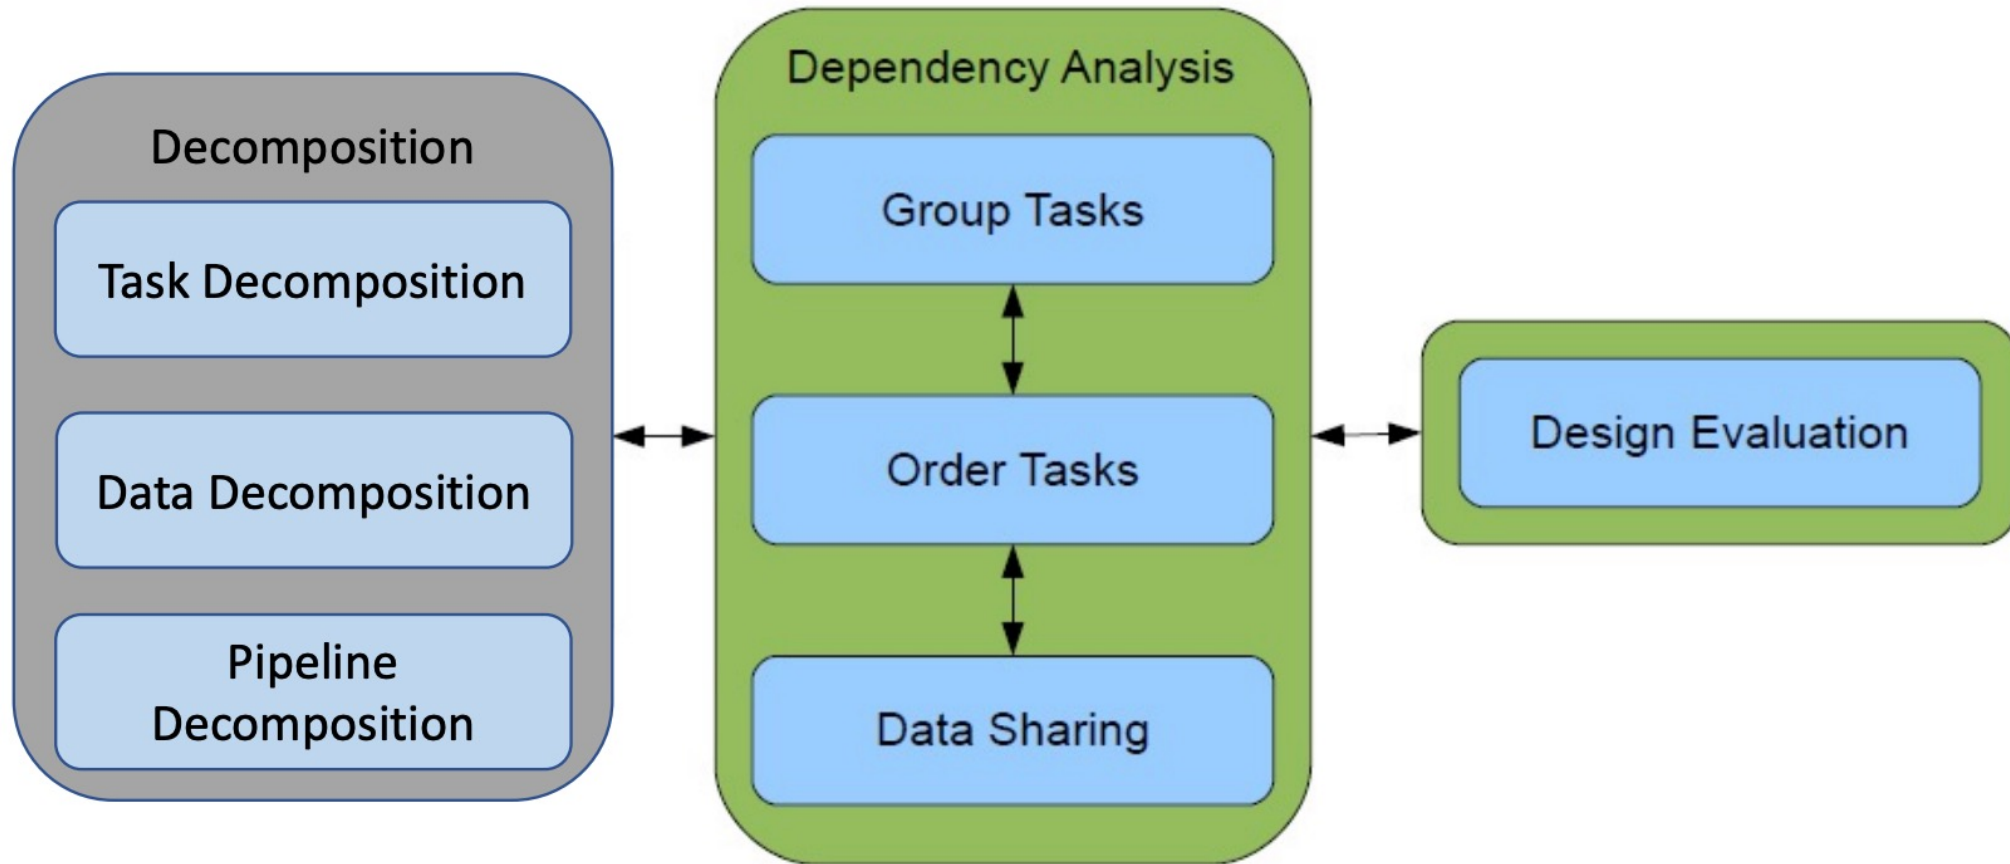 Decomposition
Task Decomposition
Data Decomposition
Pipeline
Decomposition
Dependency Analysis
Group Tasks
Order Tasks
Data Sharing
Design Evaluation